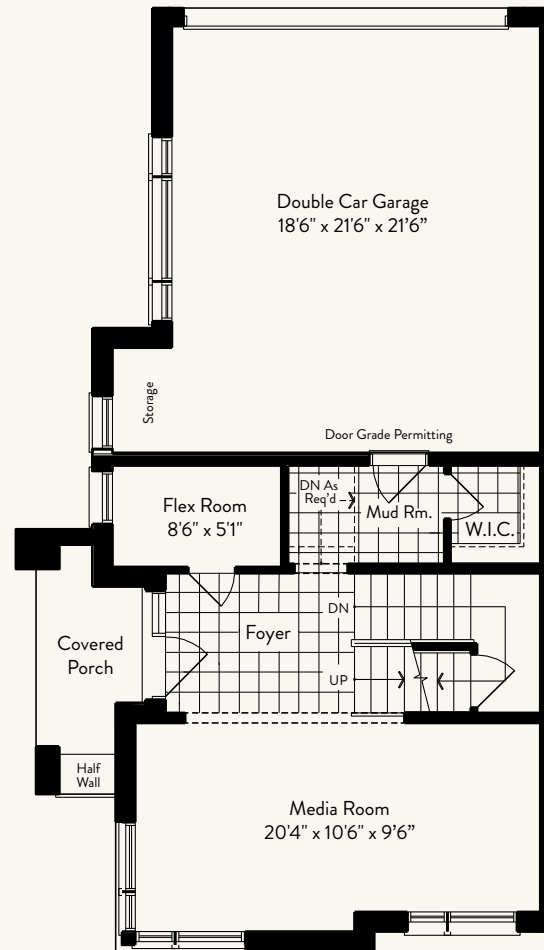 Double Car Garage
18'6" x 21'6" x 21'6”
Storage
Door Grade Permitting
DN As
Req'd
Mud Rm.
W.I.C.
Flex Room
8'6" x 5'1"
DN
Foyer
Covered
Porch
UP
Half
Wall
Media Room
20'4" x 10'6" x 9'6”